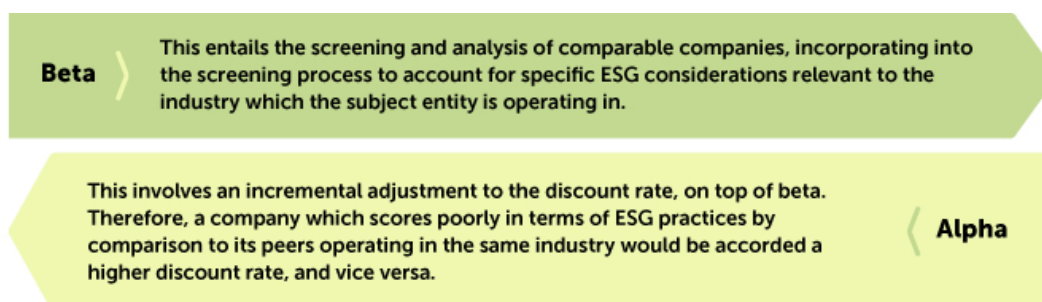 Beta
This entails the screening and analysis of comparable companies, incorporating into
the screening process to account for specific ESG considerations relevant to the
industry which the subject entity is operating in.
This involves an incremental adjustment to the discount rate, on top of beta.
Therefore, a company which scores poorly in terms of ESG practices by
comparison to its peers operating in the same industry would be accorded a
higher discount rate, and vice versa.
Alpha